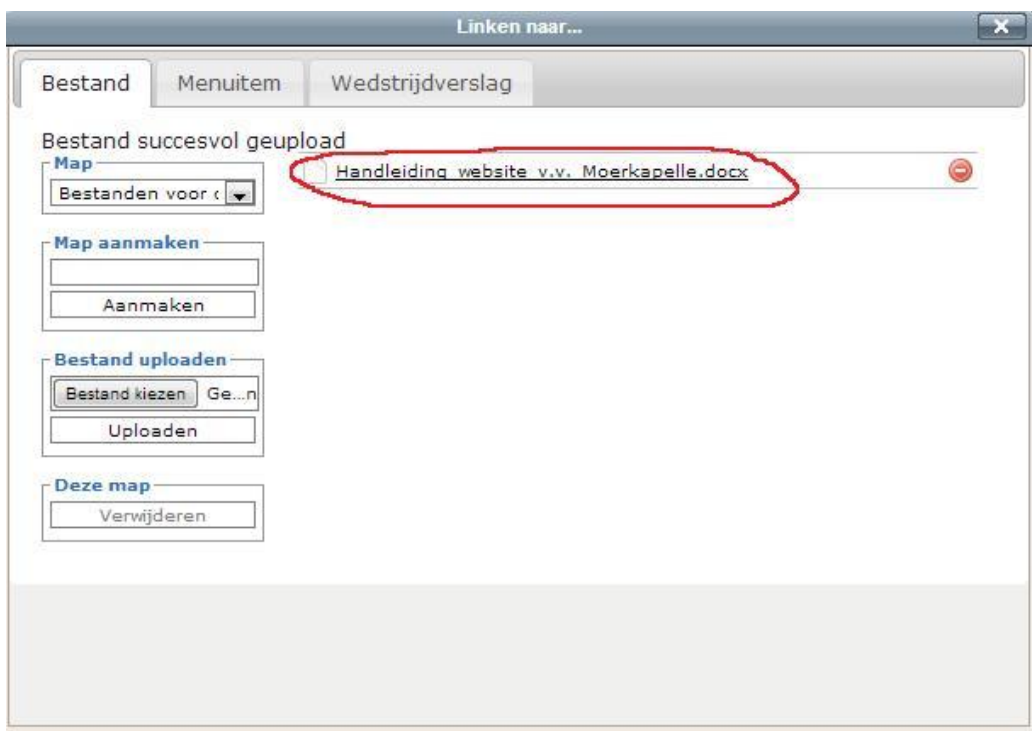 Linken naar...
Bestand Menuitem Wedstrijdverslag
Bestand succesvol geupload
Map
Bestanden voor
Handleiding website v.v. Moerkapelle.docx
Map aanmaken
Aanmaken
Bestand uploaden
Bestand kiezen Ge...n
Uploaden
Deze map
Verwijderen